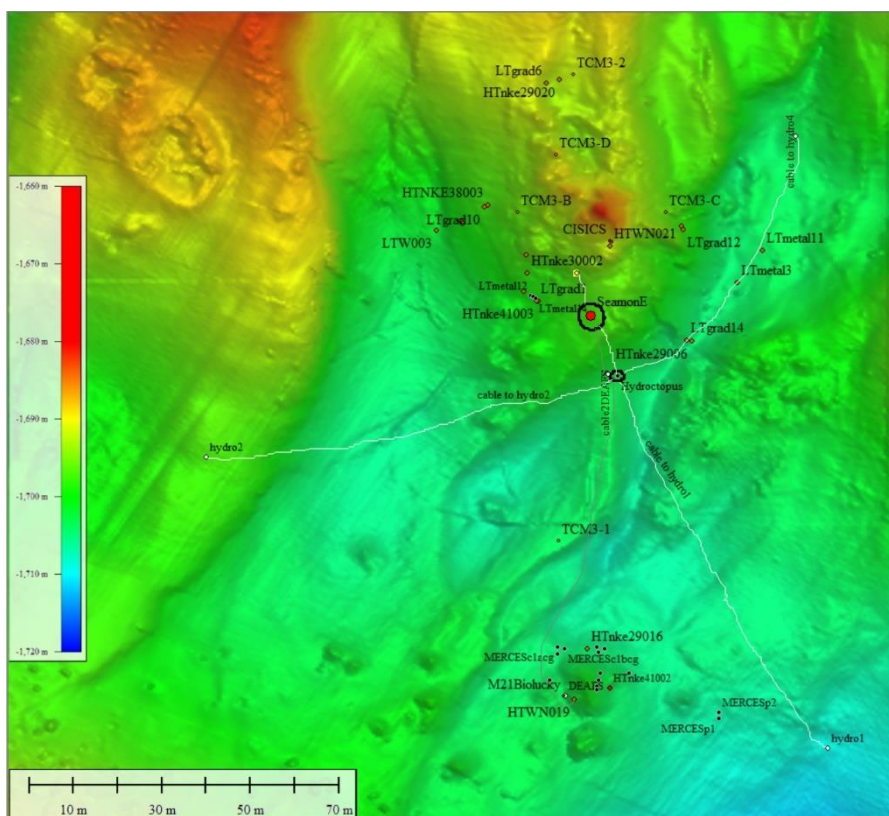 TCM3-2
LTgrad6
HTnke29020
TCM3-D
cable to hydro4
-1,660 m
HTNKE38003
TCM3-B
TCM3-C
LTgrad10
CISICS
HTWN021
LTgrad12
LTmetal11
LTW003
-1,670 m
HTnke30002
LTmetal3
LTmetal12
LTgrad1
HTnke41003
SeamonE
LTgrad14
-1,680 m
HTnke29006
Hydroctopus
cable to hydro2
-1,690 m
hydro2
cable to hydro1
-1,700 m
TCM3-1
-1,710 m
HTnke29016
-1,720 m
MERCESc1bcg
M21Biolucky
HTnke41002
HTWN019
MERCESp2
MERCESp1
hydro1
10 m 30 m 50 m 70 m